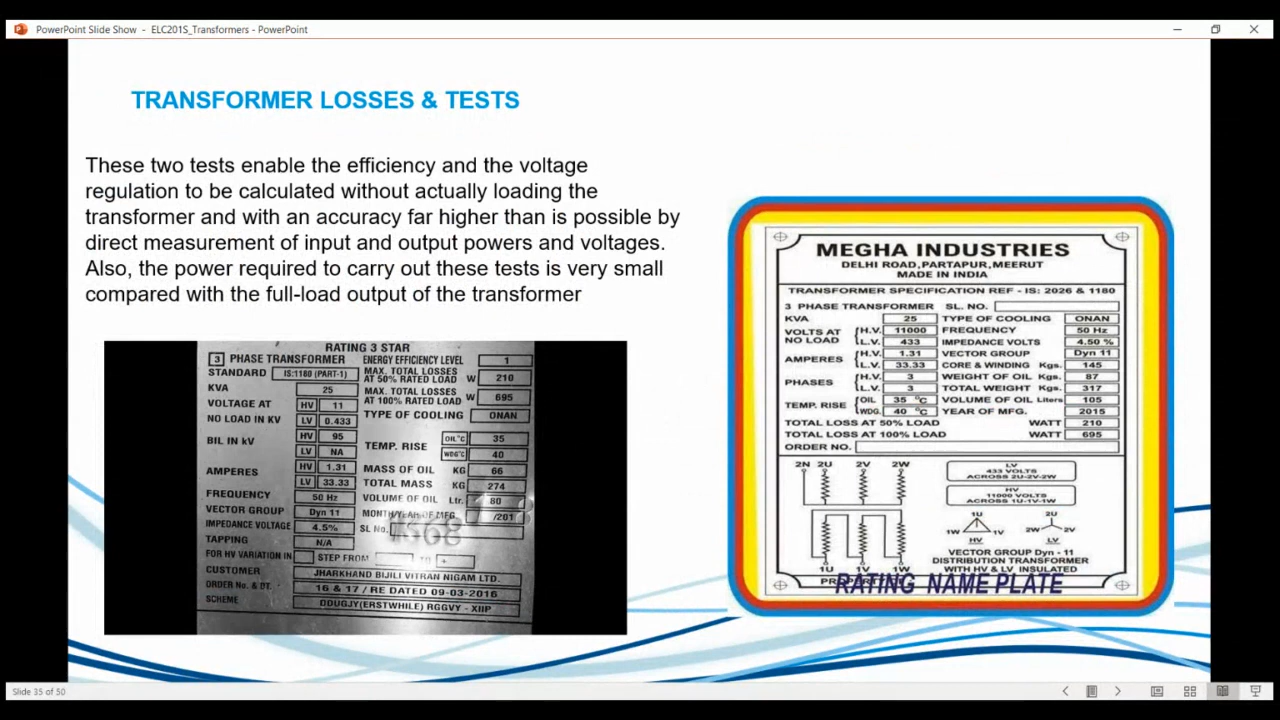 PowerPoint Slide Show - ELC201S_Transformers - PowerPoint
TRANSFORMER LOSSES & TESTS
These two tests enable the efficiency and the voltage
regulation to be calculated without actually loading the
transformer and with an accuracy far higher than is possible by
direct measurement of input and output powers and voltages.
Also, the power required to carry out these tests is very small
compared with the full-load output of the transformer
RATING 3 STAR
3 PHASE TRANSFORMER ENERGY EFFICIENCY LEVEL 1
STANDARD IS:1180 (PART-1) MAX. TOTAL LOSSES AT 50% RATED LOAD W 210
KVA 25 MAX. TOTAL LOSSES AT 100% RATED LOAD W 695
VOLTAGE AT NO LOAD IN KV HV 11 LV 0.433
TYPE OF COOLING ONAN
BIL IN kV HV 95 LV NA
TEMP. RISE OIL°C 35 WDG°C 40
AMPERES HV 1.31 LV 33.33
MASS OF OIL KG 66
TOTAL MASS KG 274
FREQUENCY 50 Hz VOLUME OF OIL Ltr. 80
VECTOR GROUP Dyn 11 MONTH/YEAR OF MFG. /201
IMPEDANCE VOLTAGE 4.5% SL No.
TAPPING N/A
FOR HV VARIATION IN STEP FROM TO +
CUSTOMER JHARKHAND BIJILI VITRAN NIGAM LTD.
ORDER No. & DT. 16 & 17 / RE DATED 09-03-2016
SCHEME DDUGJY(ERSTWHILE) RGGVY - XIIP
MEGHA INDUSTRIES
DELHI ROAD,PARTAPUR,MEERUT
MADE IN INDIA
TRANSFORMER SPECIFICATION REF - IS: 2026 & 1180
3 PHASE TRANSFORMER SL. NO.
KVA 25 TYPE OF COOLING ONAN
VOLTS AT NO LOAD H.V. 11000 FREQUENCY 50 Hz
L.V. 433 IMPEDANCE VOLTS 4.50 %
AMPERES H.V. 1.31 VECTOR GROUP Dyn 11
L.V. 33.33 CORE & WINDING Kgs. 145
PHASES H.V. 3 WEIGHT OF OIL Kgs. 87
L.V. 3 TOTAL WEIGHT Kgs. 317
TEMP. RISE OIL 35 °C VOLUME OF OIL Liters 105
WDG. 40 °C YEAR OF MFG. 2015
TOTAL LOSS AT 50% LOAD WATT 210
TOTAL LOSS AT 100% LOAD WATT 695
ORDER NO.
2N 2U 2V 2W
LV
433 VOLTS
ACROSS 2U-2V-2W
HV
11000 VOLTS
ACROSS 1U-1V-1W
1U 2U
1W 1V 2W 2V
HV LV
VECTOR GROUP Dyn - 11
DISTRIBUTION TRANSFORMER
WITH HV & LV INSULATED
1U 1V 1W
RATING NAME PLATE
Slide 35 of 50